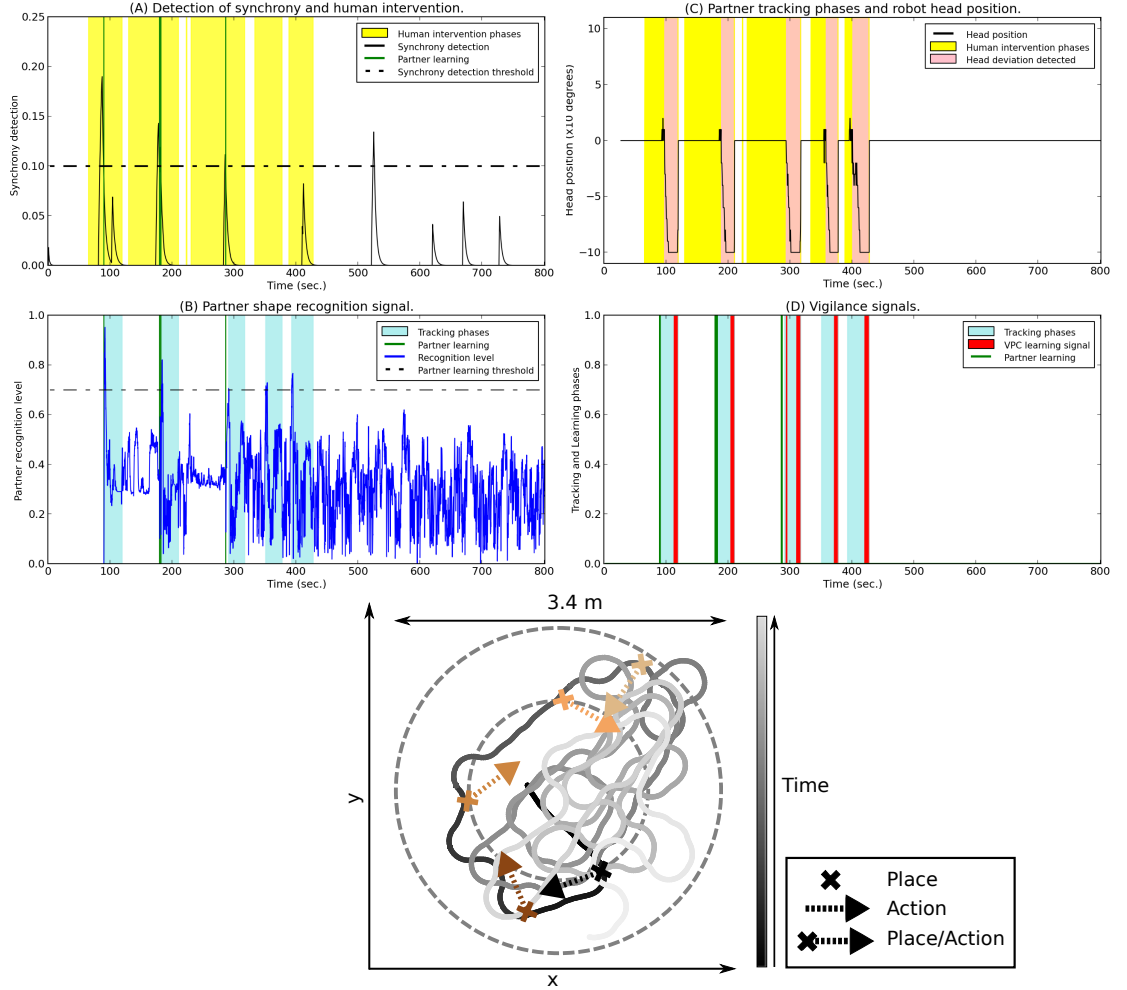 (A) Detection of synchrony and human intervention.
Synchrony detection
0.25
0.20
0.15
0.10
0.05
0.00
Human intervention phases
Synchrony detection
Partner learning
Synchrony detection threshold
0 100 200 300 400 500 600 700 800
Time (sec.)
(C) Partner tracking phases and robot head position.
Head position (x10 degrees)
10
5
0
−5
−10
Head position
Human intervention phases
Head deviation detected
0 100 200 300 400 500 600 700 800
Time (sec.)
(B) Partner shape recognition signal.
Partner recognition level
1.0
0.8
0.6
0.4
0.2
0.0
Tracking phases
Partner learning
Recognition level
Partner learning threshold
0 100 200 300 400 500 600 700 800
Time (sec.)
(D) Vigilance signals.
Tracking and Learning phases
1.0
0.8
0.6
0.4
0.2
0.0
Tracking phases
VPC learning signal
Partner learning
0 100 200 300 400 500 600 700 800
Time (sec.)
3.4 m
y
x
Time
Place
Action
Place/Action